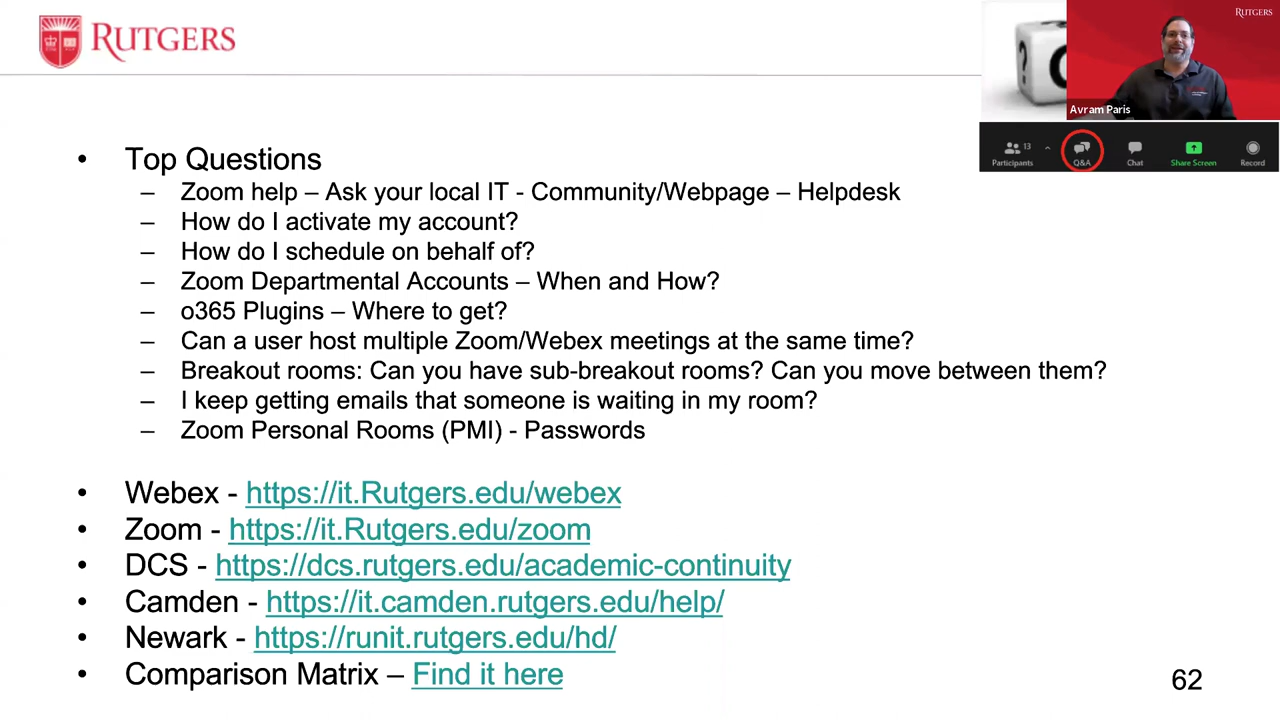 RUTGERS
RUTGERS
?
Avram Paris
13
Participants
Q&A
Chat
Share Screen
Record
• Top Questions
– Zoom help – Ask your local IT - Community/Webpage – Helpdesk
– How do I activate my account?
– How do I schedule on behalf of?
– Zoom Departmental Accounts – When and How?
– o365 Plugins – Where to get?
– Can a user host multiple Zoom/Webex meetings at the same time?
– Breakout rooms: Can you have sub-breakout rooms? Can you move between them?
– I keep getting emails that someone is waiting in my room?
– Zoom Personal Rooms (PMI) - Passwords
• Webex - https://it.Rutgers.edu/webex
• Zoom - https://it.Rutgers.edu/zoom
• DCS - https://dcs.rutgers.edu/academic-continuity
• Camden - https://it.camden.rutgers.edu/help/
• Newark - https://runit.rutgers.edu/hd/
• Comparison Matrix – Find it here
62